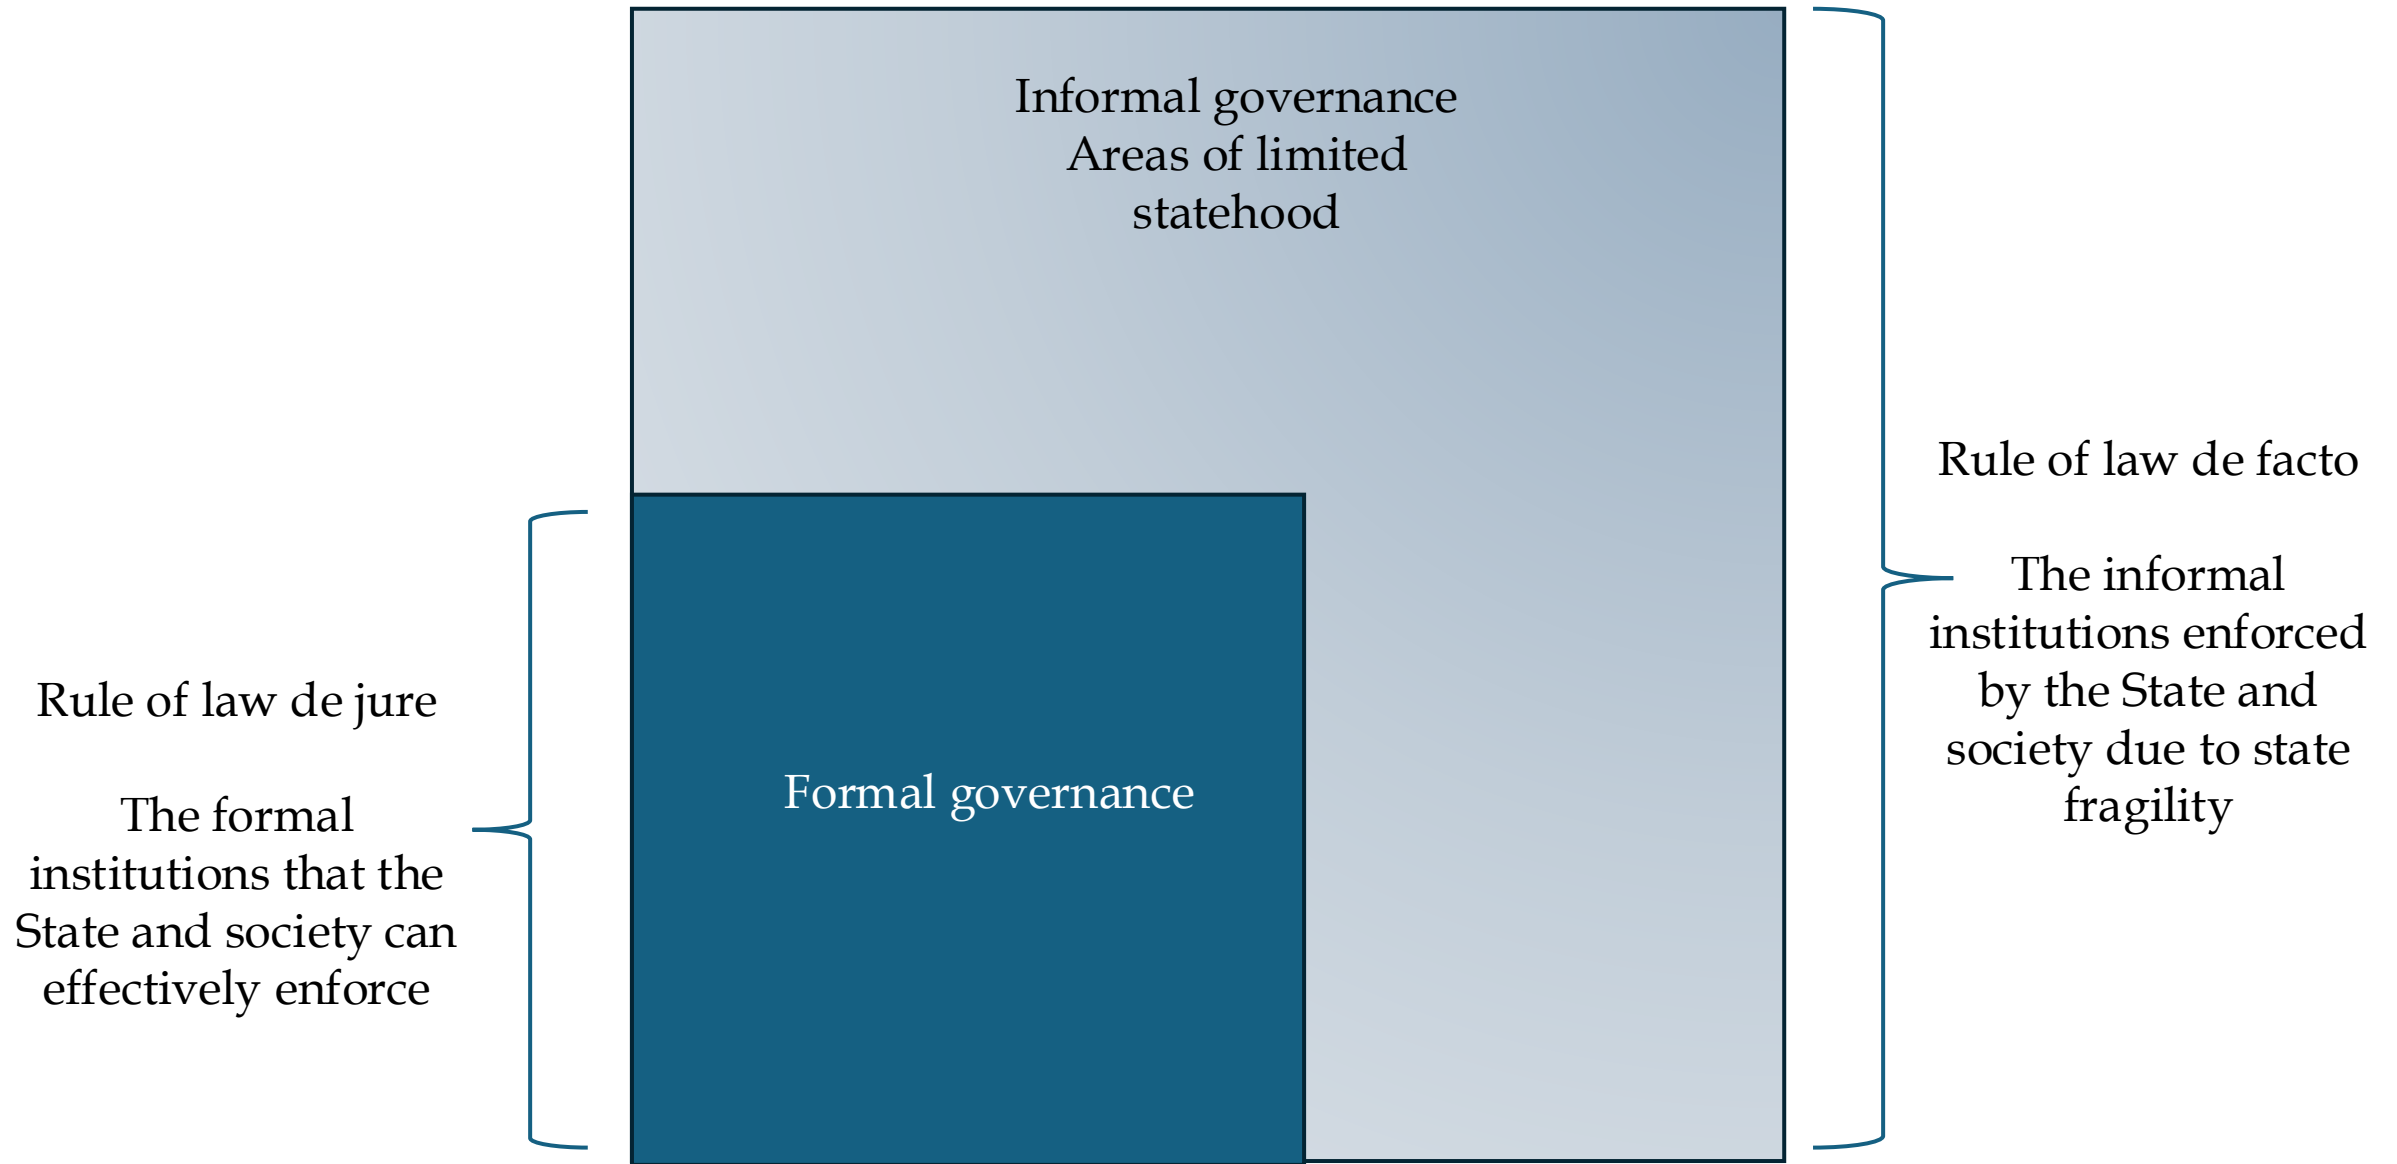 Informal governance
Areas of limited
statehood
Formal governance
Rule of law de jure
The formal
institutions that the
State and society can
effectively enforce
Rule of law de facto
The informal
institutions enforced
by the State and
society due to state
fragility